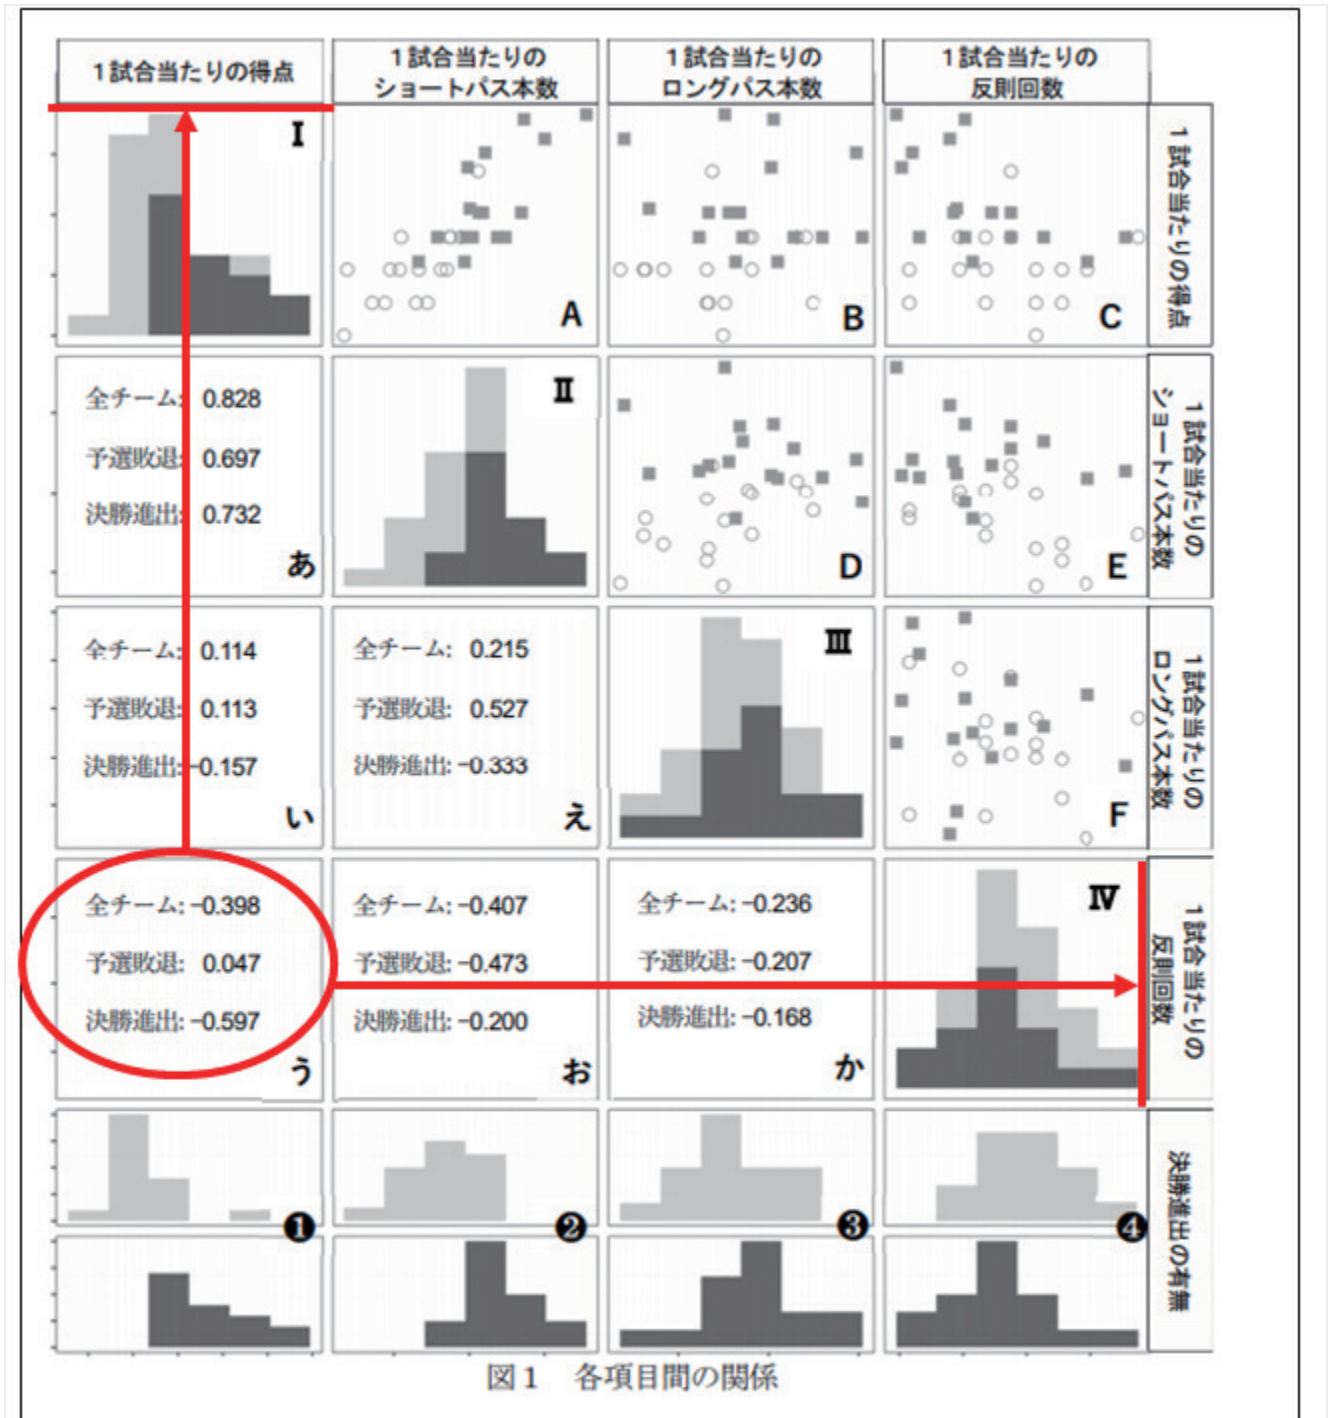 1試合当たりの得点
1試合当たりの
ショートパス本数
1試合当たりの
ロングパス本数
1試合当たりの
反則回数
I
A
B
C
1試合当たりの得点
全チーム: 0.828
予選敗退: 0.697
決勝進出: 0.732
あ
II
D
E
1試合当たりの
ショートパス本数
全チーム: 0.114
予選敗退: 0.113
決勝進出: -0.157
い
全チーム: 0.215
予選敗退: 0.527
決勝進出: -0.333
え
III
F
1試合当たりの
ロングパス本数
全チーム: -0.398
予選敗退: 0.047
決勝進出: -0.597
う
全チーム: -0.407
予選敗退: -0.473
決勝進出: -0.200
お
全チーム: -0.236
予選敗退: -0.207
決勝進出: -0.168
か
IV
1試合当たりの
反則回数
❶
❷
❸
❹
決勝進出の有無
図1 各項目間の関係